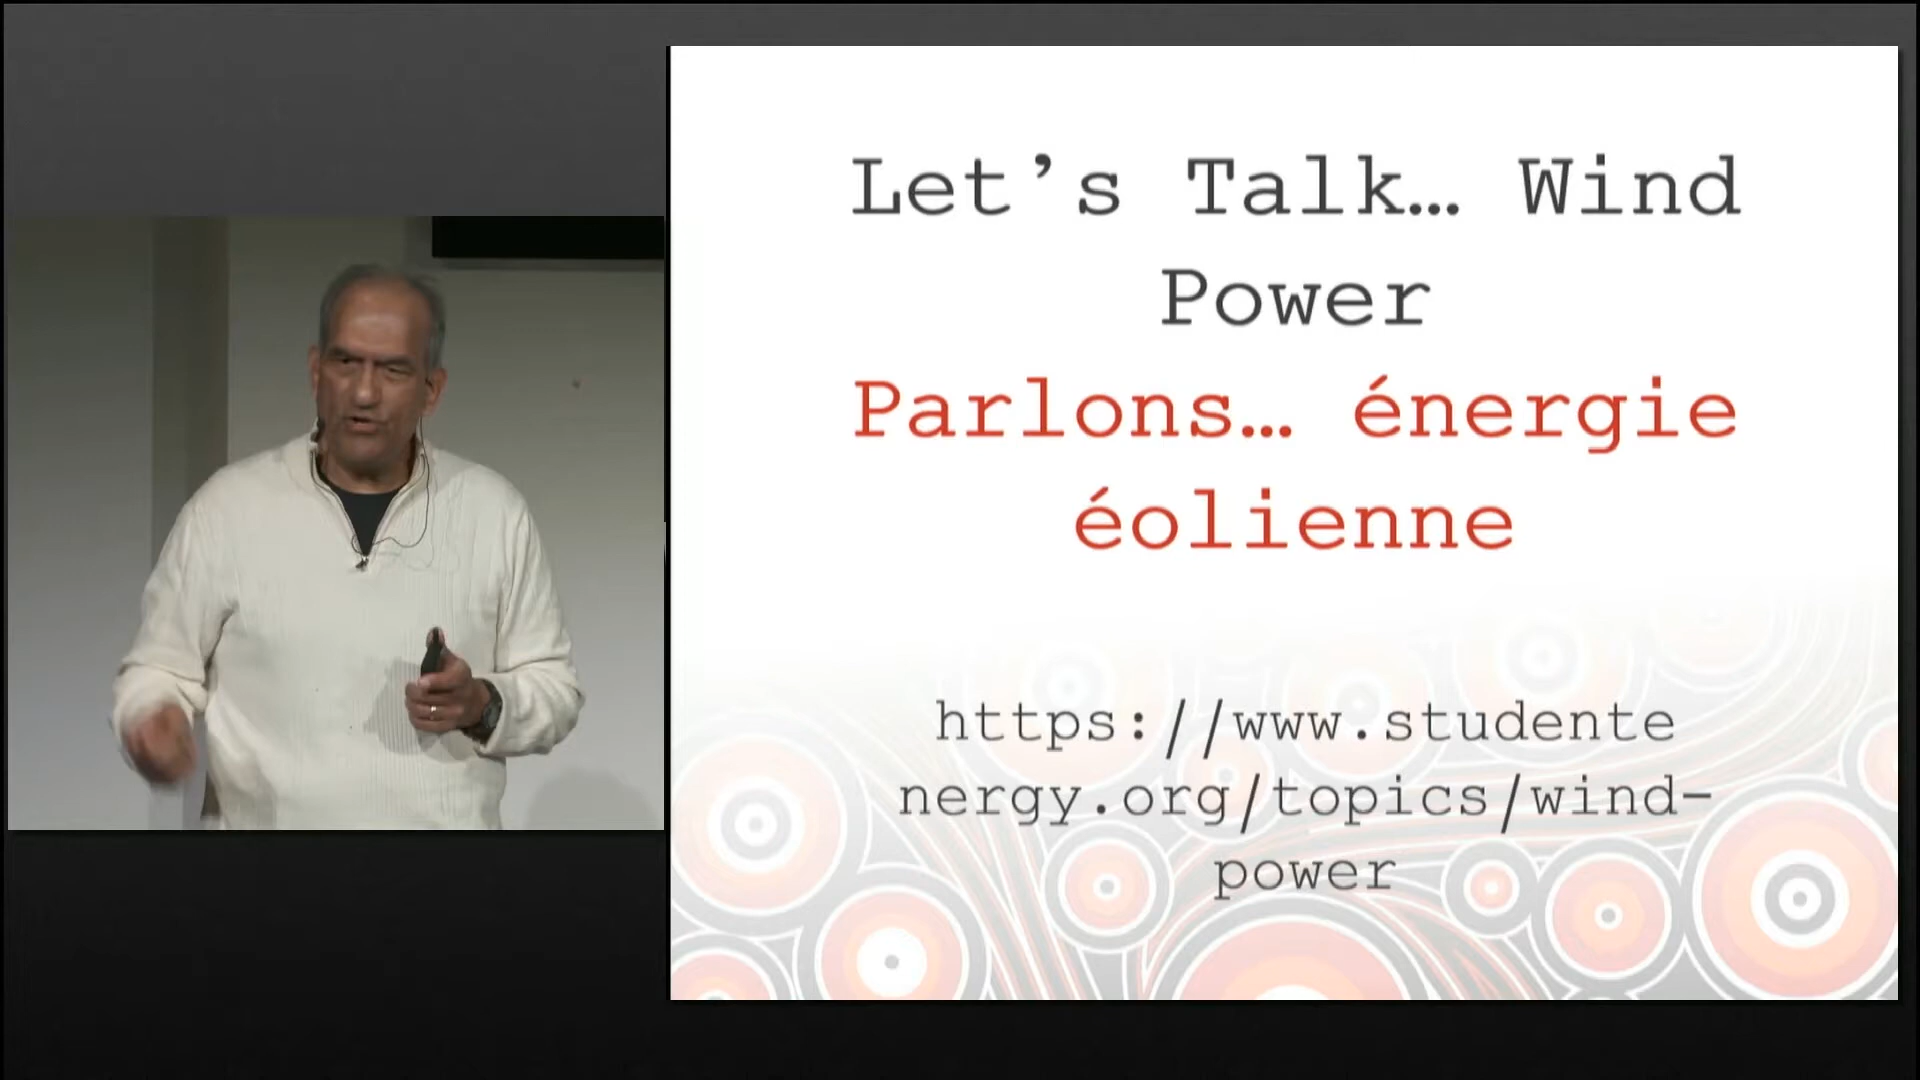 Let’s Talk… Wind
Power
Parlons… énergie
éolienne
https://www.studente
nergy.org/topics/wind-
power